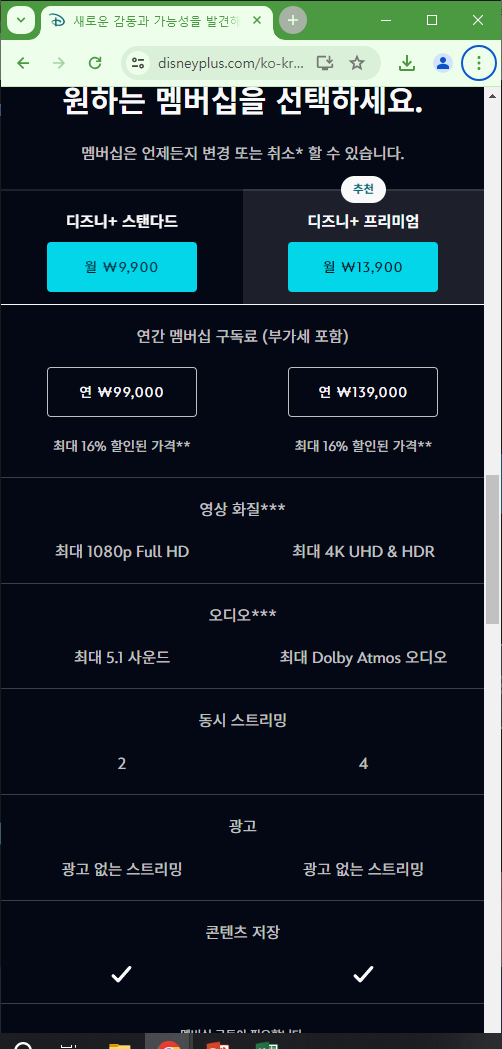 새로운 감동과 가능성을 발견하
disneyplus.com/ko-kr...
원하는 멤버십을 선택하세요.
멤버십은 언제든지 변경 또는 취소* 할 수 있습니다.
추천
디즈니+ 스탠다드 디즈니+ 프리미엄
월 ₩9,900 월 ₩13,900
연간 멤버십 구독료 (부가세 포함)
연 ₩99,000 연 ₩139,000
최대 16% 할인된 가격** 최대 16% 할인된 가격**
영상 화질***
최대 1080p Full HD 최대 4K UHD & HDR
오디오***
최대 5.1 사운드 최대 Dolby Atmos 오디오
동시 스트리밍
2 4
광고
광고 없는 스트리밍 광고 없는 스트리밍
콘텐츠 저장